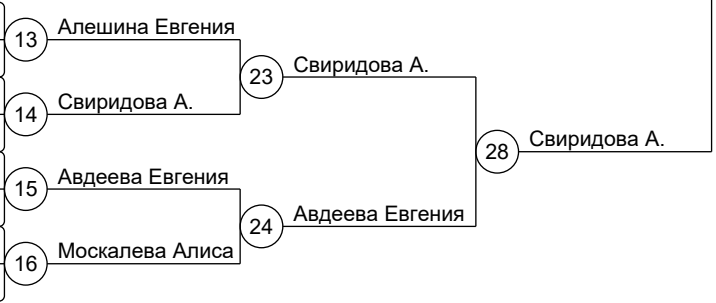 13 Алешина Евгения
23 Свиридова А.
14 Свиридова А.
28 Свиридова А.
15 Авдеева Евгения
24 Авдеева Евгения
16 Москалева Алиса